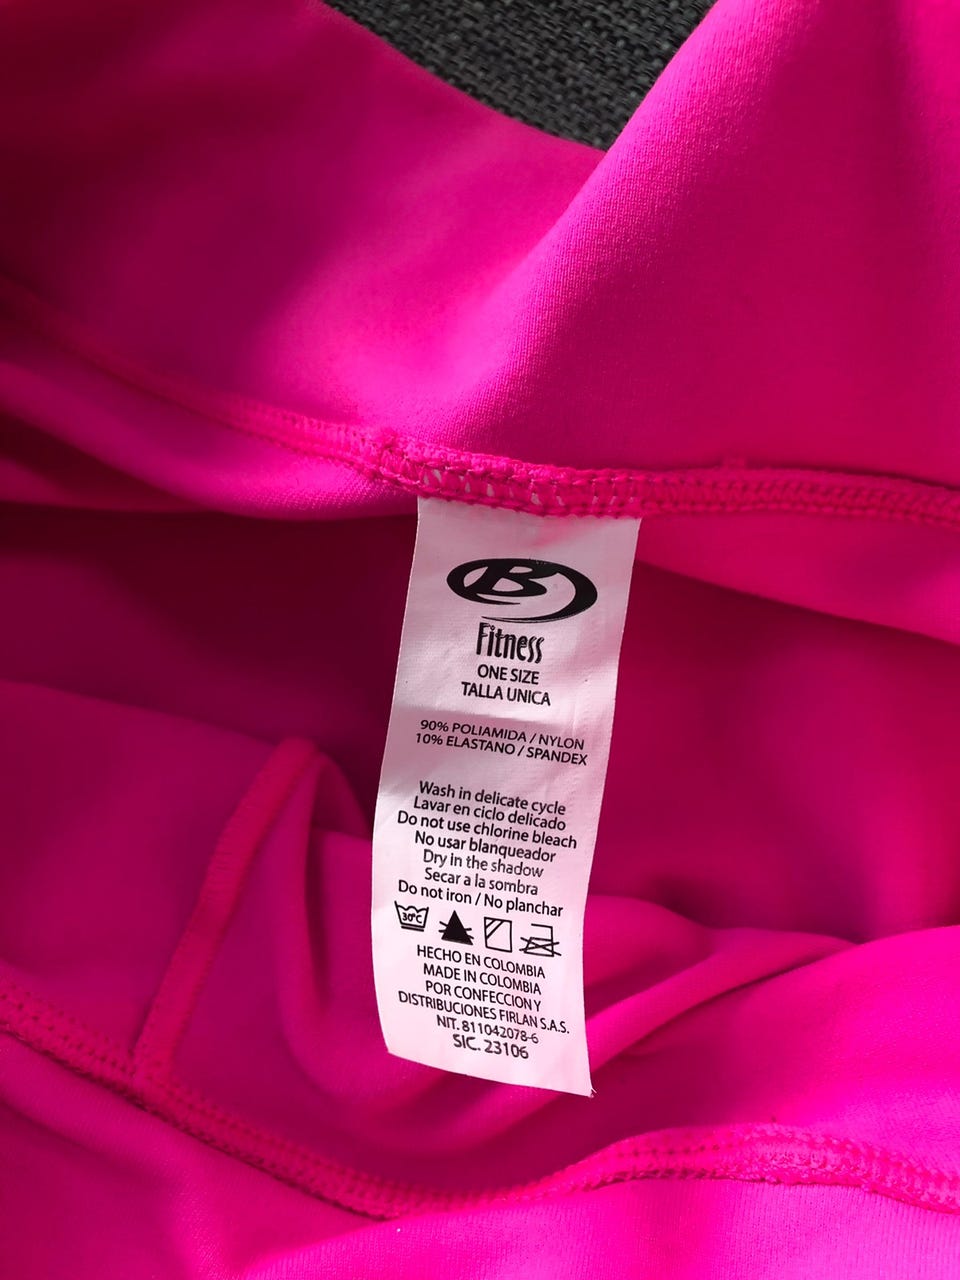 B
Fitness
ONE SIZE
TALLA UNICA
90% POLIAMIDA / NYLON
10% ELASTANO / SPANDEX
Wash in delicate cycle
Lavar en ciclo delicado
Do not use chlorine bleach
No usar blanqueador
Dry in the shadow
Secar a la sombra
Do not iron / No planchar
30°C
HECHO EN COLOMBIA
MADE IN COLOMBIA
POR CONFECCION Y
DISTRIBUCIONES FIRLAN S.A.S.
NIT. 811042078-6
SIC. 23106